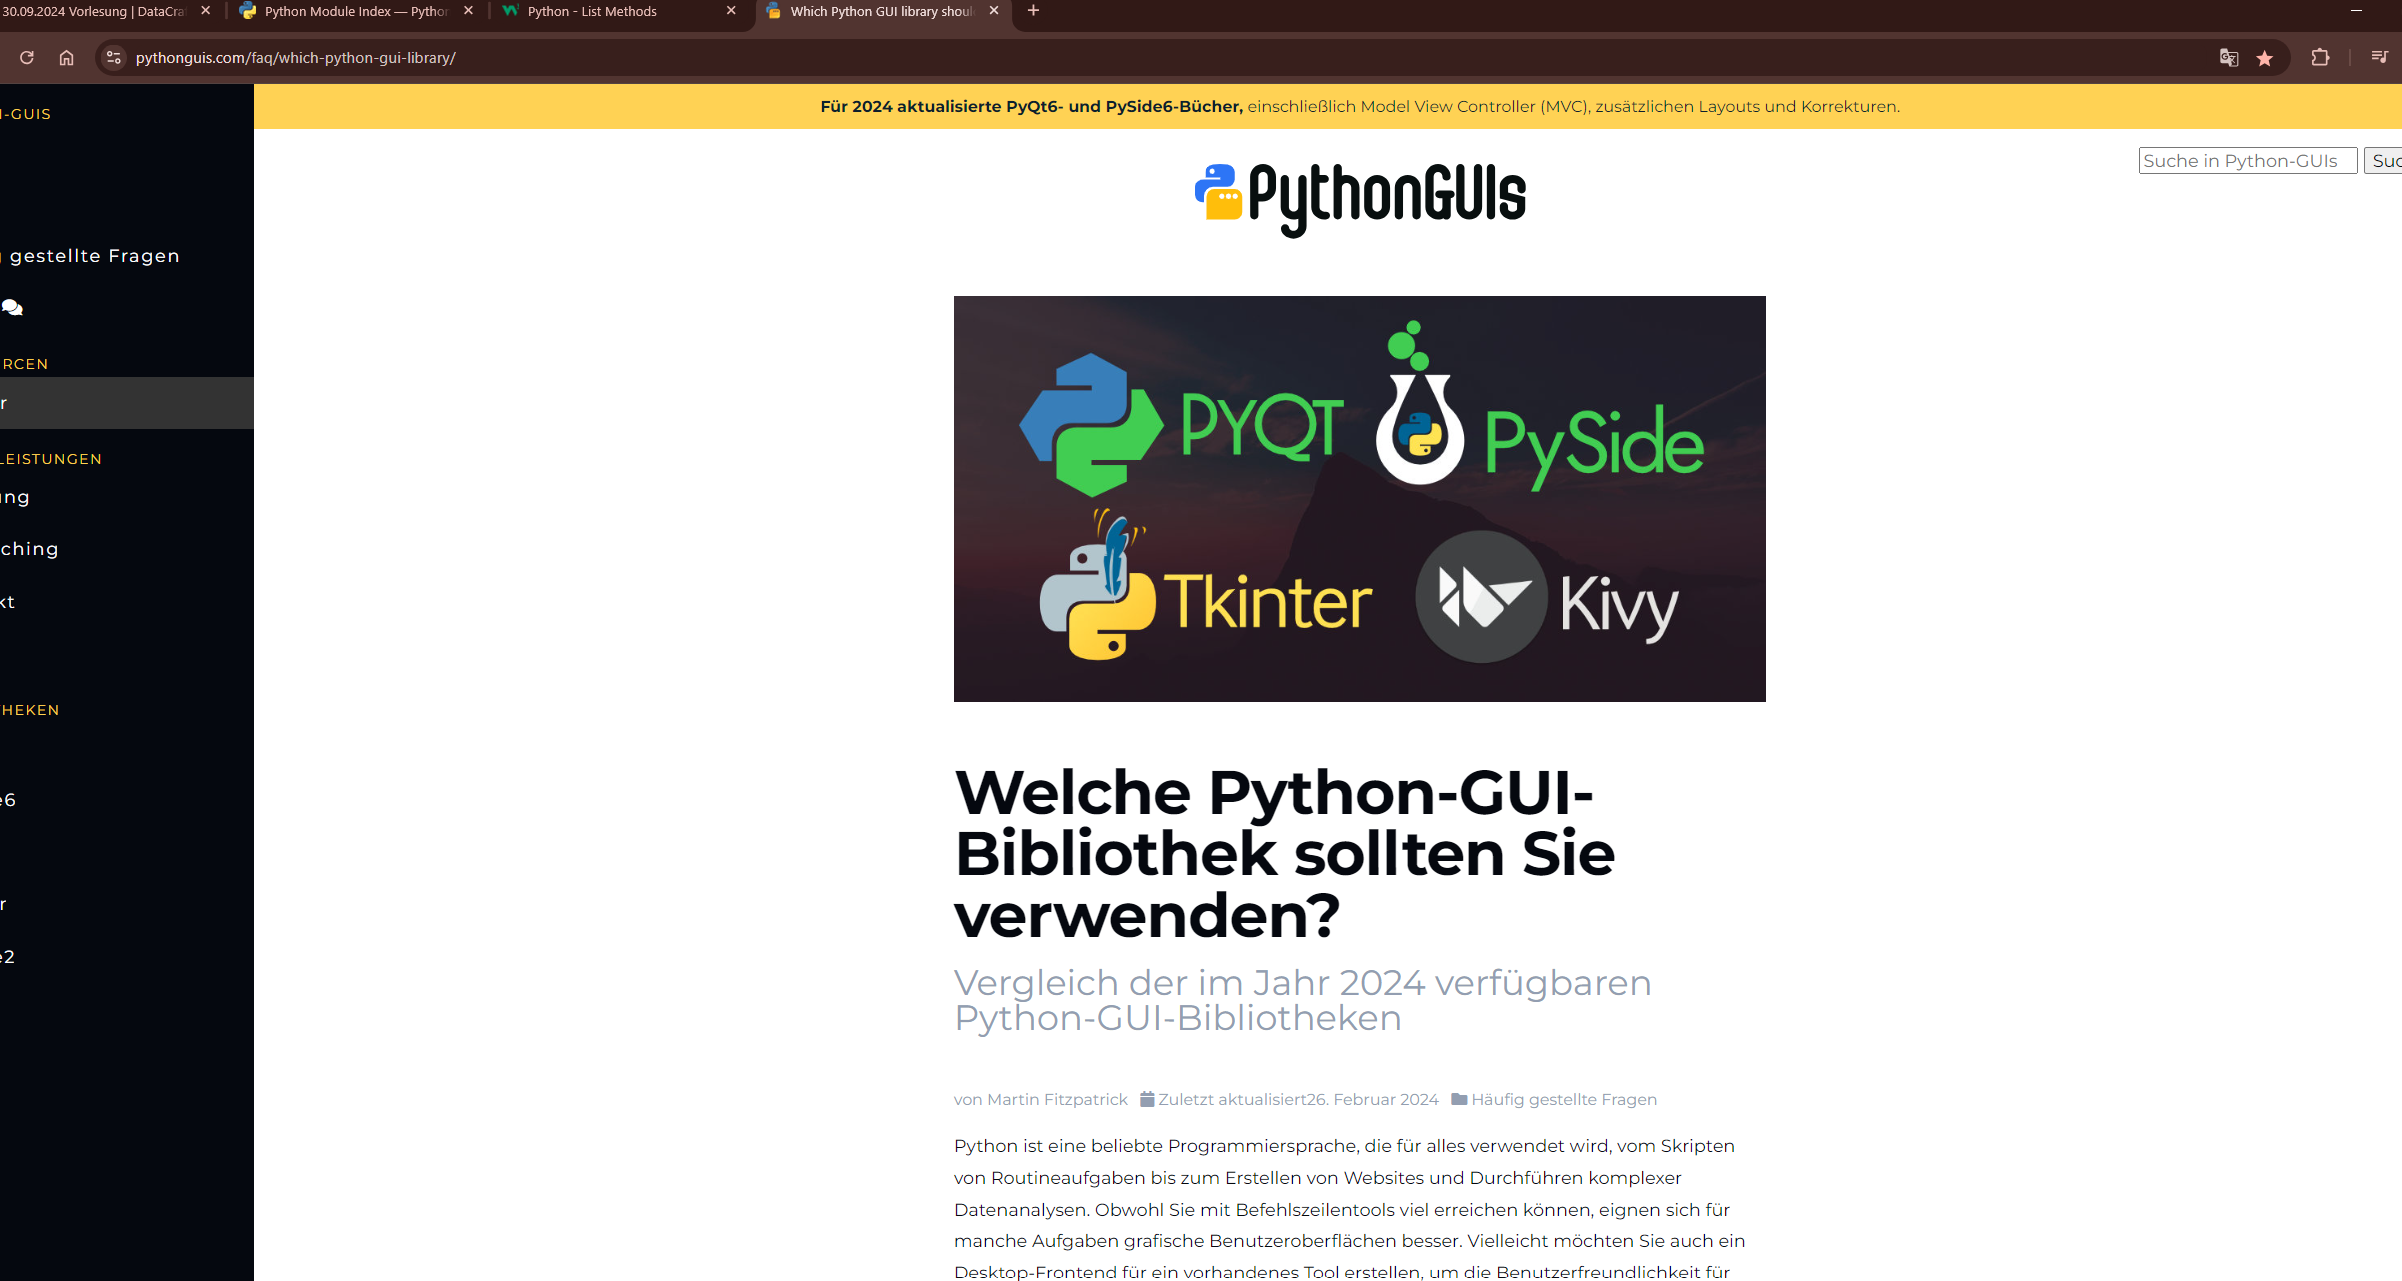 30.09.2024 Vorlesung | DataCra
Python Module Index — Python
Python - List Methods
Which Python GUI library shoul
pythonguis.com/faq/which-python-gui-library/
-GUIS
gestellte Fragen
RCEN
r
LEISTUNGEN
ung
ching
kt
HEKEN
e6
r
e2
Für 2024 aktualisierte PyQt6- und PySide6-Bücher, einschließlich Model View Controller (MVC), zusätzlichen Layouts und Korrekturen.
Suche in Python-GUIs
Suc
PythonGUIs
PYQT
PySide
Tkinter
Kivy
Welche Python-GUI-
Bibliothek sollten Sie
verwenden?
Vergleich der im Jahr 2024 verfügbaren
Python-GUI-Bibliotheken
von Martin Fitzpatrick Zuletzt aktualisiert26. Februar 2024 Häufig gestellte Fragen
Python ist eine beliebte Programmiersprache, die für alles verwendet wird, vom Skripten
von Routineaufgaben bis zum Erstellen von Websites und Durchführen komplexer
Datenanalysen. Obwohl Sie mit Befehlszeilentools viel erreichen können, eignen sich für
manche Aufgaben grafische Benutzeroberflächen besser. Vielleicht möchten Sie auch ein
Desktop-Frontend für ein vorhandenes Tool erstellen, um die Benutzerfreundlichkeit für